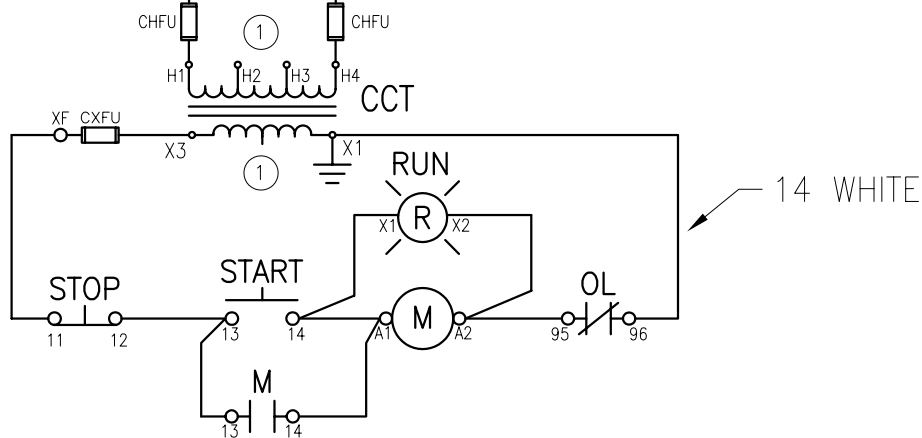 CHFU 1 CHFU
H1 H2 H3 H4
CCT
XF CXFU
X3 1 X1
RUN
14 WHITE
X1 R X2
START
STOP
OL
M
11 12 13 14 A1 A2 95 96
M
13 14